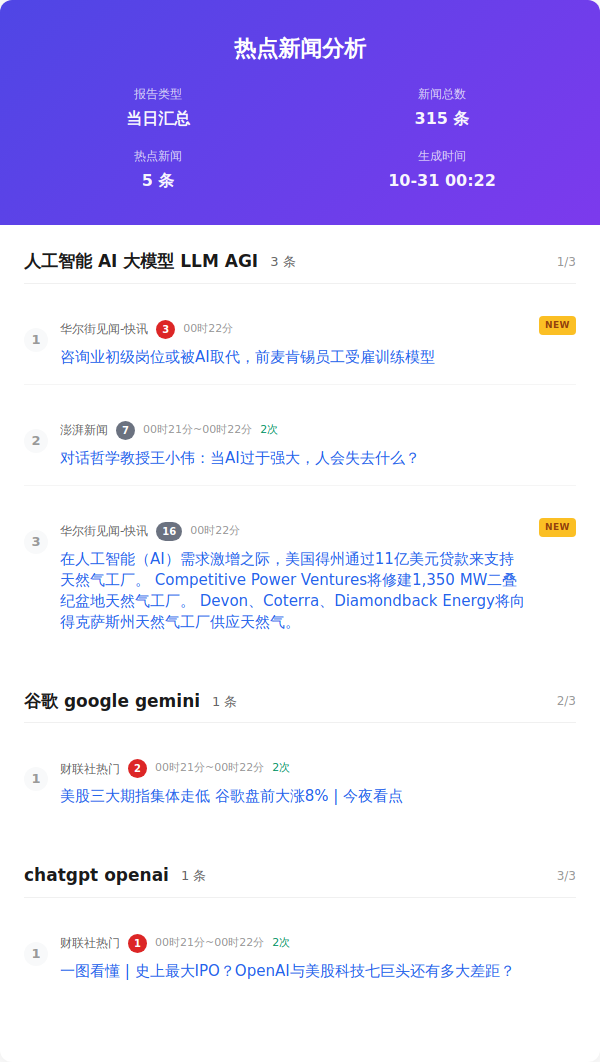 热点新闻分析
报告类型
新闻总数
当日汇总
315 条
热点新闻
生成时间
5 条
10-31 00:22
人工智能 AI 大模型 LLM AGI 3 条 1/3
1 华尔街见闻-快讯 3 00时22分 NEW
咨询业初级岗位或被AI取代，前麦肯锡员工受雇训练模型
2 澎湃新闻 7 00时21分~00时22分 2次
对话哲学教授王小伟：当AI过于强大，人会失去什么？
3 华尔街见闻-快讯 16 00时22分 NEW
在人工智能（AI）需求激增之际，美国得州通过11亿美元贷款来支持
天然气工厂。 Competitive Power Ventures将修建1,350 MW二叠
纪盆地天然气工厂。 Devon、Coterra、Diamondback Energy将向
得克萨斯州天然气工厂供应天然气。
谷歌 google gemini 1 条 2/3
1 财联社热门 2 00时21分~00时22分 2次
美股三大期指集体走低 谷歌盘前大涨8% | 今夜看点
chatgpt openai 1 条 3/3
1 财联社热门 1 00时21分~00时22分 2次
一图看懂 | 史上最大IPO？OpenAI与美股科技七巨头还有多大差距？